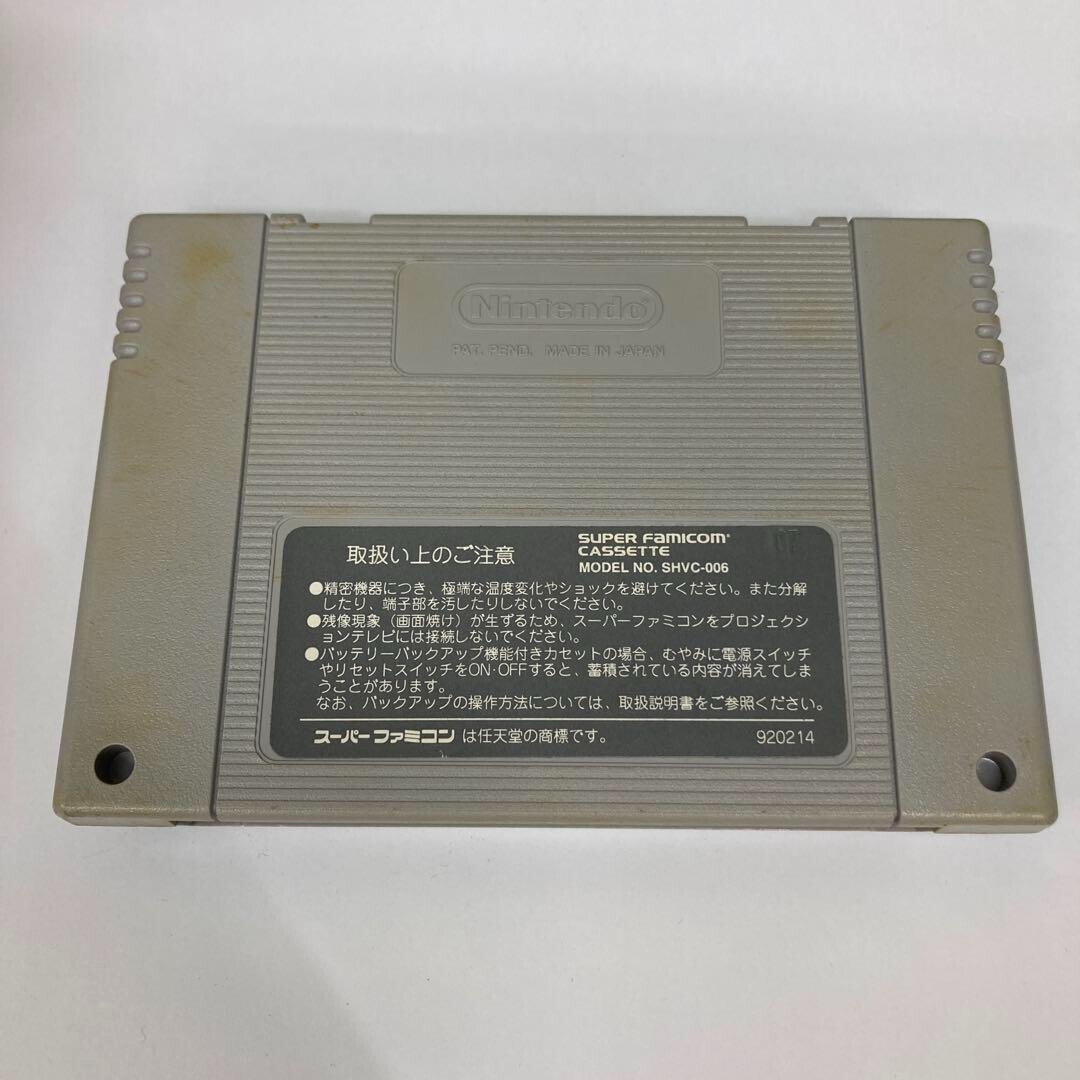 Nintendo®
PAT. PEND. MADE IN JAPAN
取扱い上のご注意
SUPER FAMICOM®
CASSETTE
MODEL NO. SHVC-006
07
●精密機器につき、極端な温度変化やショックを避けてください。また分解
したり、端子部を汚したりしないでください。
●残像現象（画面焼け）が生ずるため、スーパーファミコンをプロジェクシ
ョンテレビには接続しないでください。
●バッテリーバックアップ機能付きカセットの場合、むやみに電源スイッチ
やリセットスイッチをON·OFFすると、蓄積されている内容が消えてしま
うことがあります。
なお、バックアップの操作方法については、取扱説明書をご参照ください。
スーパーファミコン は任天堂の商標です。
920214